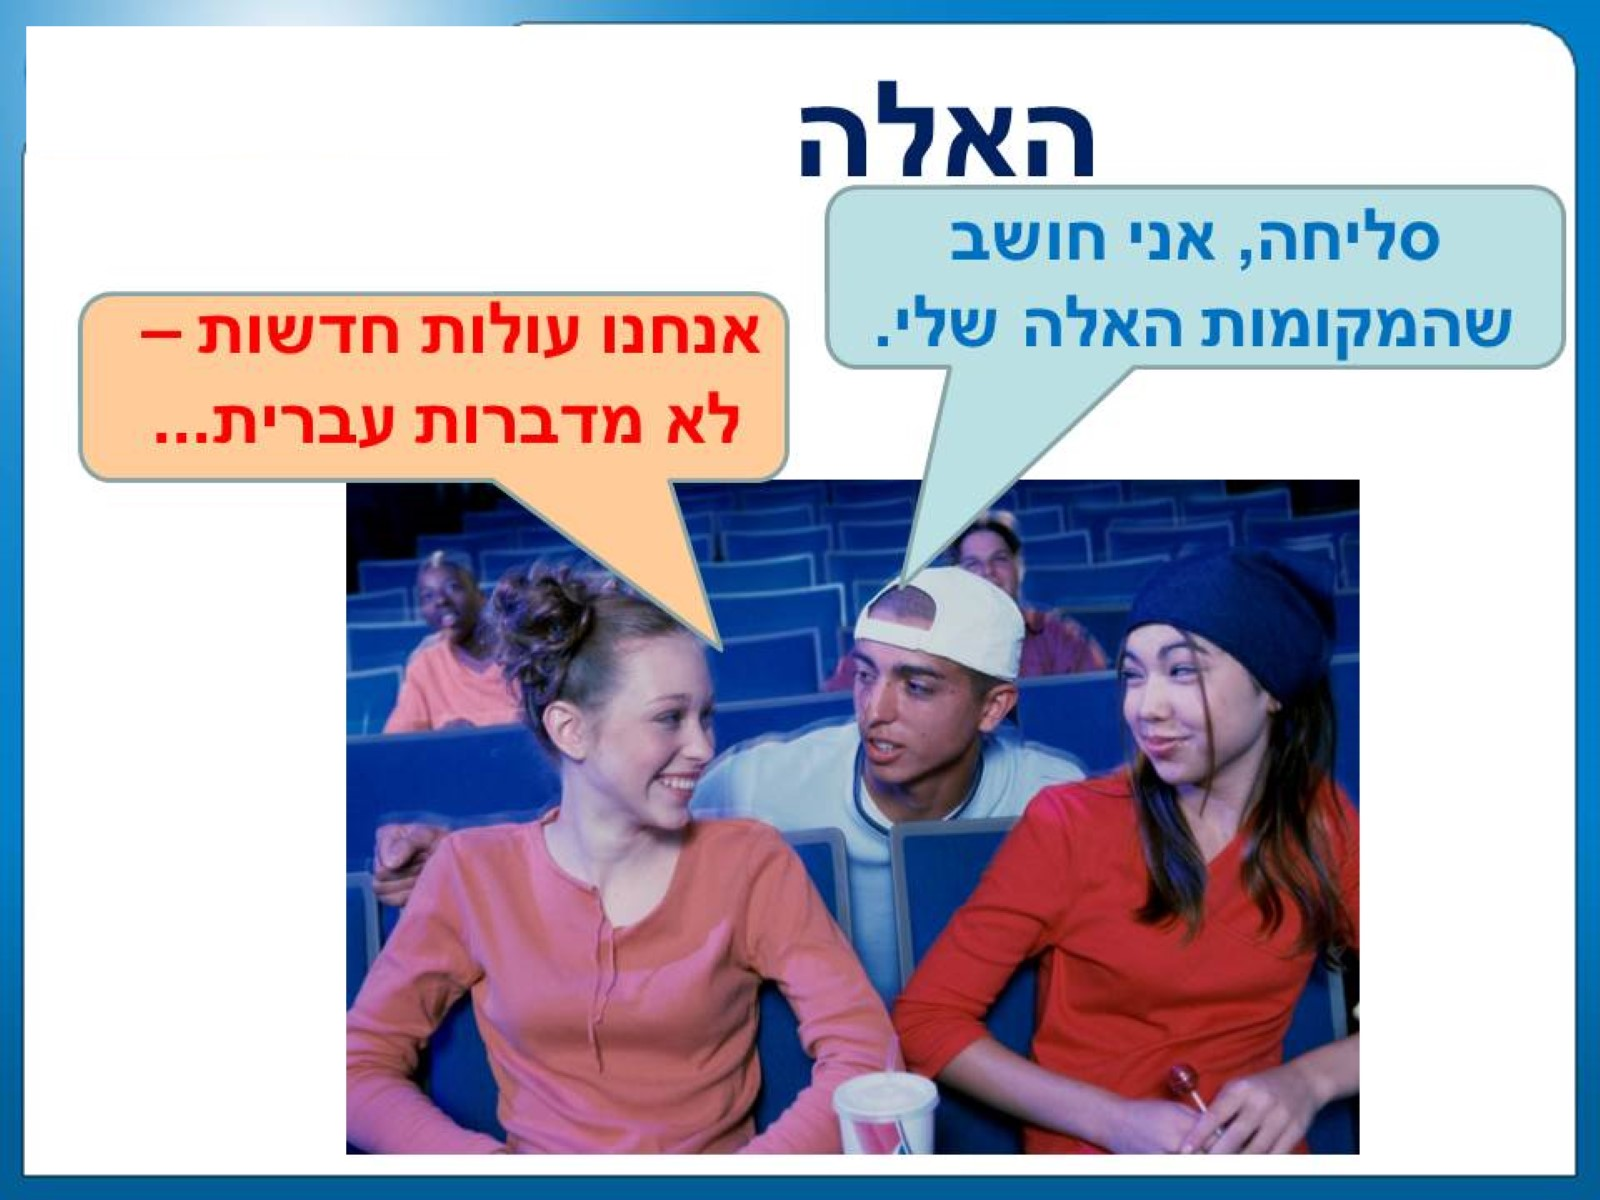 האלה
סליחה, אני חושב
שהמקומות האלה שלי.
אנחנו עולות חדשות –
לא מדברות עברית...